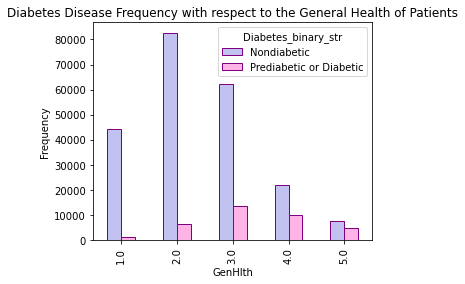 Diabetes Disease Frequency with respect to the General Health of Patients
Diabetes_binary_str
Nondiabetic
Prediabetic or Diabetic
Frequency
80000
70000
60000
50000
40000
30000
20000
10000
0
1.0
2.0
3.0
4.0
5.0
GenHlth